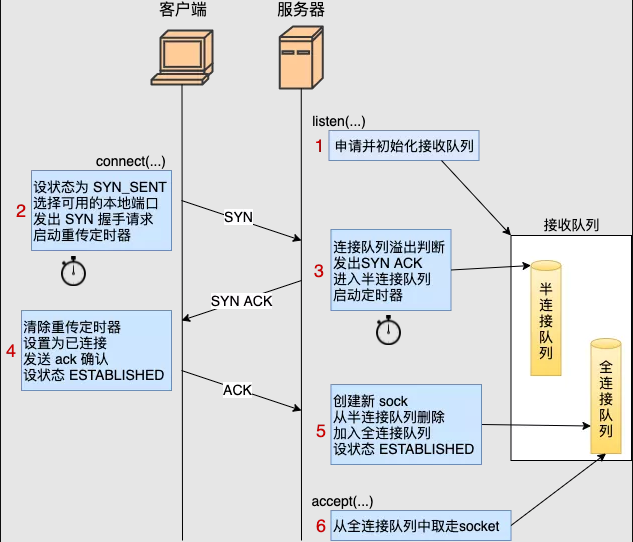 客户端
服务器
listen(...)
1
申请并初始化接收队列
connect(...)
2
设状态为 SYN_SENT
选择可用的本地端口
发出 SYN 握手请求
启动重传定时器
SYN
接收队列
3
连接队列溢出判断
发出SYN ACK
进入半连接队列
启动定时器
半连接队列
SYN ACK
4
清除重传定时器
设置为已连接
发送 ack 确认
设状态 ESTABLISHED
全连接队列
ACK
5
创建新 sock
从半连接队列删除
加入全连接队列
设状态 ESTABLISHED
accept(...)
6
从全连接队列中取走socket